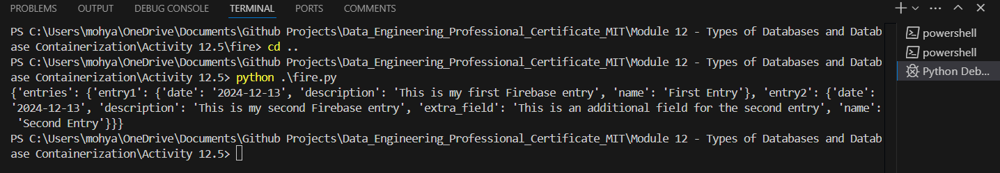 PROBLEMS OUTPUT DEBUG CONSOLE TERMINAL PORTS COMMENTS
PS C:\Users\mohya\OneDrive\Documents\Github Projects\Data_Engineering_Professional_Certificate_MIT\Module 12 - Types of Databases and Datab
ase Containerization\Activity 12.5\fire> cd ..
PS C:\Users\mohya\OneDrive\Documents\Github Projects\Data_Engineering_Professional_Certificate_MIT\Module 12 - Types of Databases and Datab
ase Containerization\Activity 12.5> python .\fire.py
{'entries': {'entry1': {'date': '2024-12-13', 'description': 'This is my first Firebase entry', 'name': 'First Entry'}, 'entry2': {'date':
'2024-12-13', 'description': 'This is my second Firebase entry', 'extra_field': 'This is an additional field for the second entry', 'name':
'Second Entry'}}}
PS C:\Users\mohya\OneDrive\Documents\Github Projects\Data_Engineering_Professional_Certificate_MIT\Module 12 - Types of Databases and Datab
ase Containerization\Activity 12.5>
powershell
powershell
Python Deb...